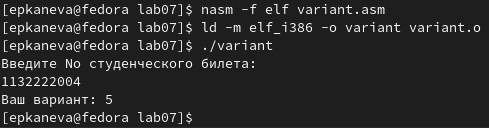 [epkaneva@fedora lab07]$ nasm -f elf variant.asm
[epkaneva@fedora lab07]$ ld -m elf_i386 -o variant variant.o
[epkaneva@fedora lab07]$ ./variant
Введите No студенческого билета:
1132222004
Ваш вариант: 5
[epkaneva@fedora lab07]$